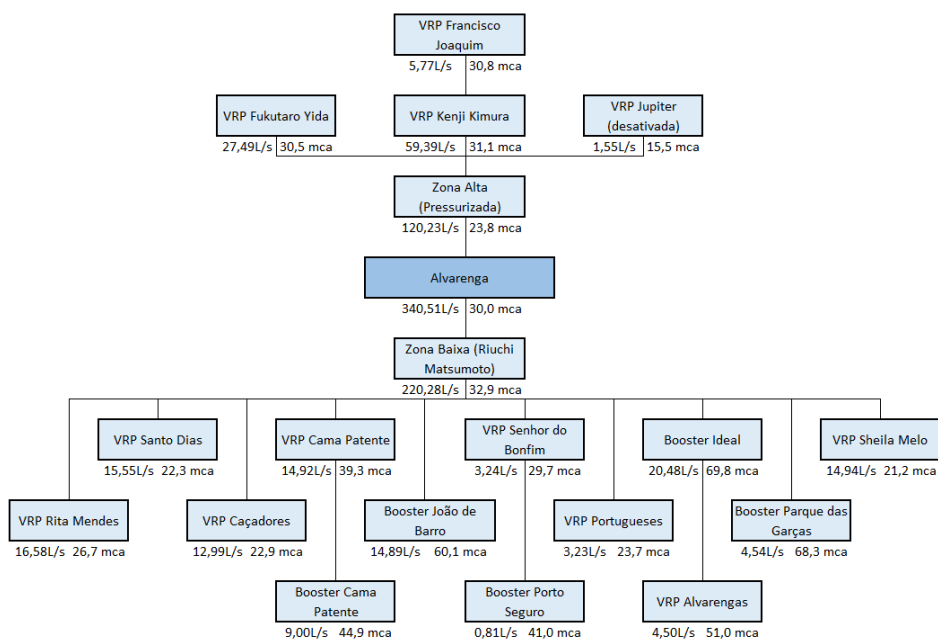 VRP Francisco
Joaquim
5,77L/s 30,8 mca
VRP Fukutaro Yida
VRP Kenji Kimura
VRP Jupiter
(desativada)
27,49L/s 30,5 mca
59,39L/s 31,1 mca
1,55L/s 15,5 mca
Zona Alta
(Pressurizada)
120,23L/s 23,8 mca
Alvarenga
340,51L/s 30,0 mca
Zona Baixa (Riuchi
Matsumoto)
220,28L/s 32,9 mca
VRP Santo Dias
VRP Cama Patente
VRP Senhor do
Bonfim
Booster Ideal
VRP Sheila Melo
15,55L/s 22,3 mca
14,92L/s 39,3 mca
3,24L/s 29,7 mca
20,48L/s 69,8 mca
14,94L/s 21,2 mca
VRP Rita Mendes
VRP Caçadores
Booster João de
Barro
VRP Portugueses
Booster Parque das
Garças
16,58L/s 26,7 mca
12,99L/s 22,9 mca
14,89L/s 60,1 mca
3,23L/s 23,7 mca
4,54L/s 68,3 mca
Booster Cama
Patente
Booster Porto
Seguro
VRP Alvarengas
9,00L/s 44,9 mca
0,81L/s 41,0 mca
4,50L/s 51,0 mca